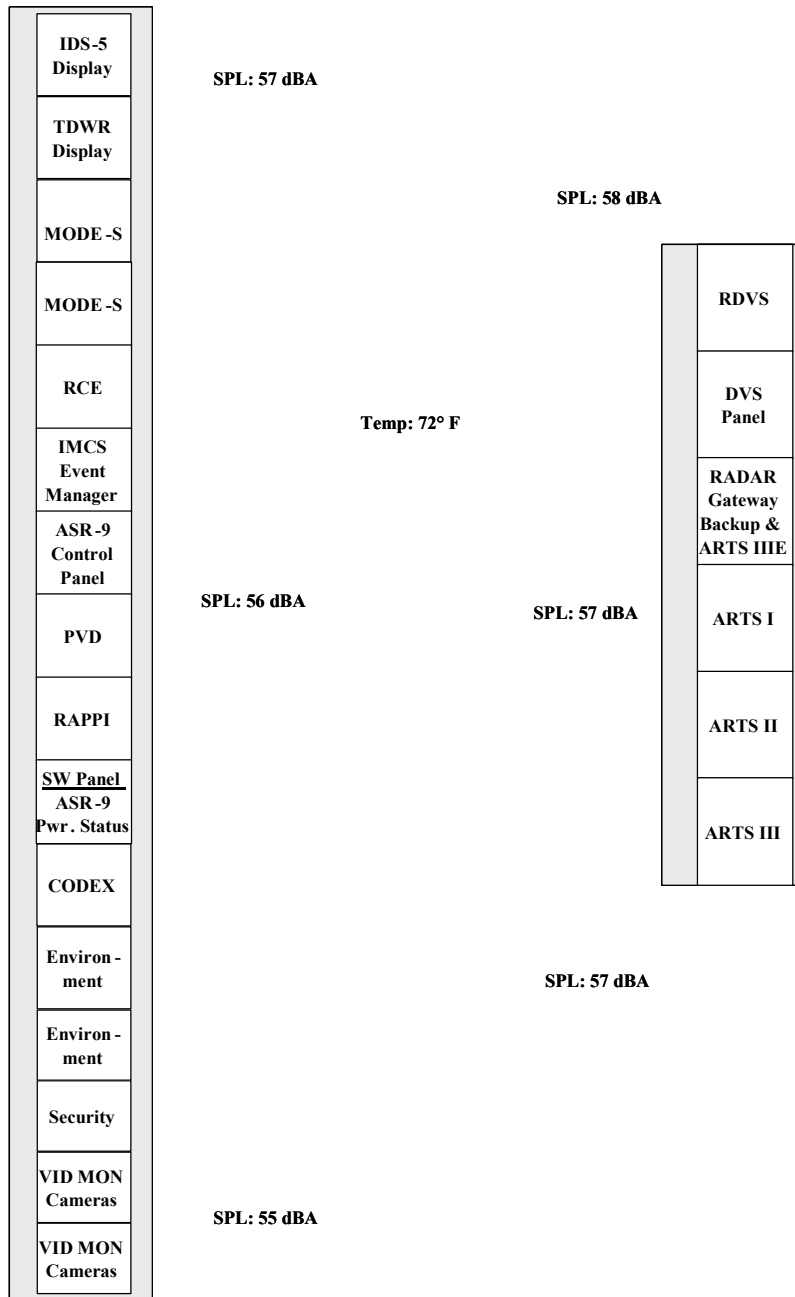 IDS-5
Display
TDWR
Display
MODE-S
MODE-S
RCE
IMCS
Event
Manager
ASR-9
Control
Panel
PVD
RAPPI
SW Panel
ASR-9
Pwr. Status
CODEX
Environ-
ment
Environ-
ment
Security
VID MON
Cameras
VID MON
Cameras
SPL: 57 dBA
SPL: 58 dBA
Temp: 72° F
SPL: 56 dBA
SPL: 57 dBA
SPL: 57 dBA
SPL: 55 dBA
RDVS
DVS
Panel
RADAR
Gateway
Backup &
ARTS IIIE
ARTS I
ARTS II
ARTS III